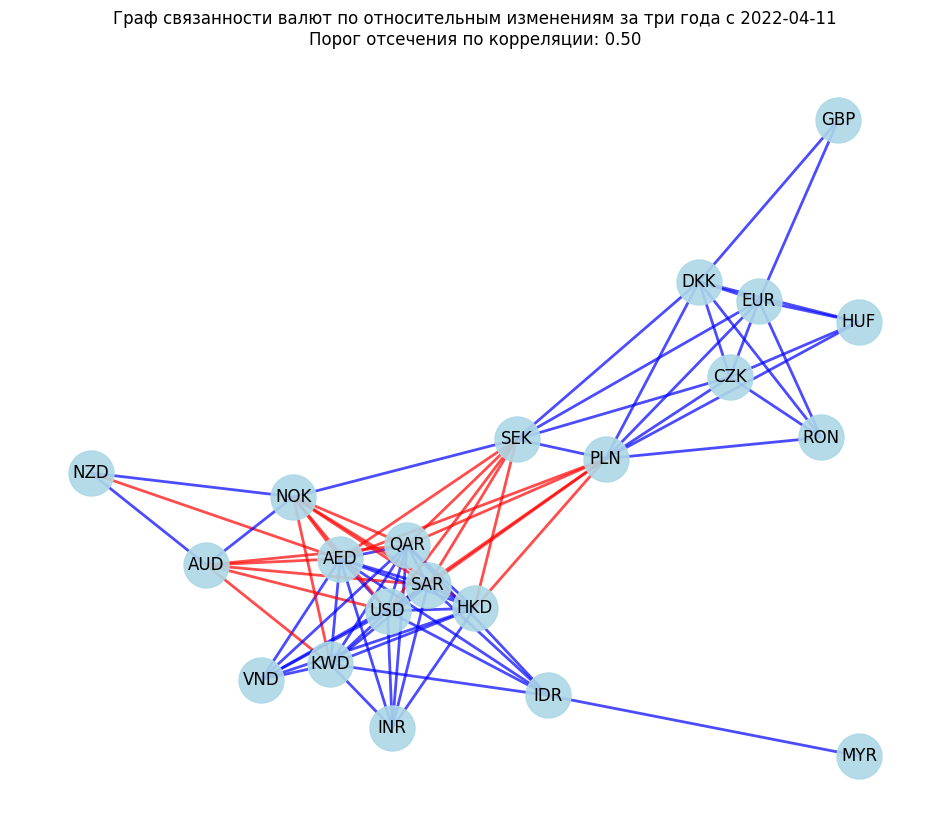 Граф связанности валют по относительным изменениям за три года с 2022-04-11
Порог отсечения по корреляции: 0.50
GBP
DKK
EUR
HUF
CZK
SEK
RON
PLN
NZD
NOK
QAR
AED
AUD
SAR
HKD
USD
KWD
VND
IDR
INR
MYR